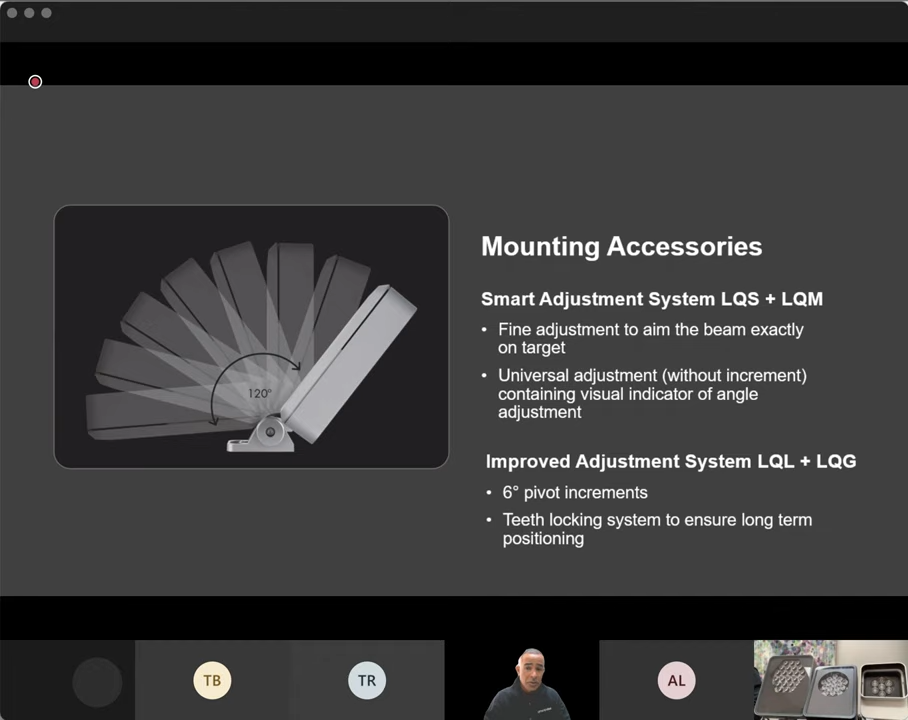 120°
Mounting Accessories
Smart Adjustment System LQS + LQM
• Fine adjustment to aim the beam exactly
on target
• Universal adjustment (without increment)
containing visual indicator of angle
adjustment
Improved Adjustment System LQL + LQG
• 6° pivot increments
• Teeth locking system to ensure long term
positioning
TB
TR
AL